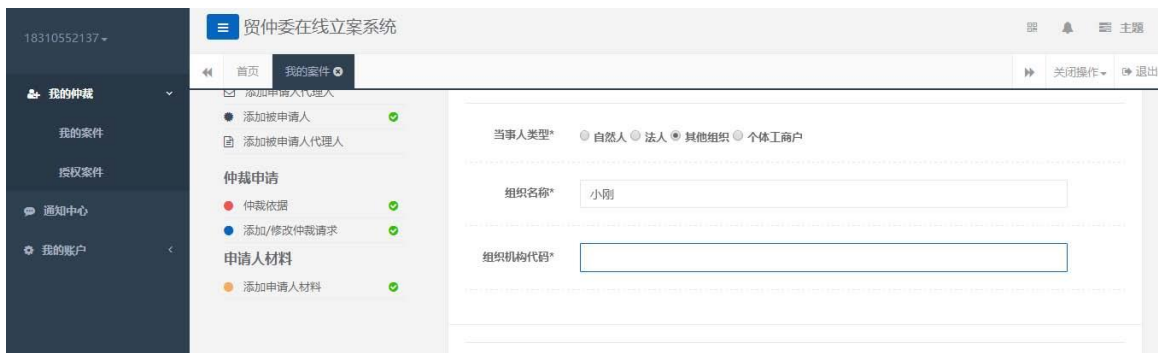 18310552137
贸仲委在线立案系统
主题
首页
我的案件
关闭操作
退出
我的仲裁
我的案件
授权案件
通知中心
我的账户
添加申请人代理人
添加被申请人
添加被申请人代理人
仲裁申请
仲裁依据
添加/修改仲裁请求
申请人材料
添加申请人材料
当事人类型* 自然人 法人 其他组织 个体工商户
组织名称* 小刚
组织机构代码*